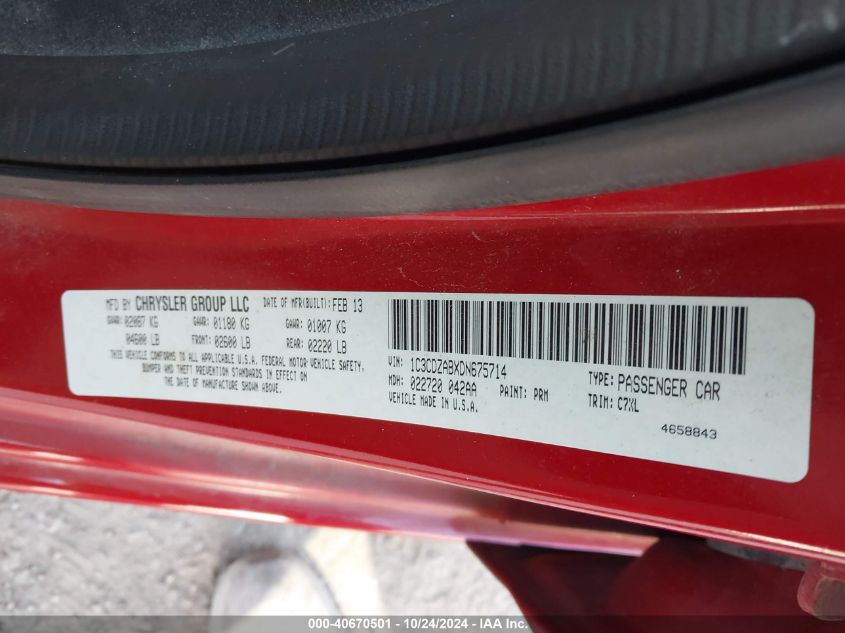 MFD BY CHRYSLER GROUP LLC DATE OF MFR(BUILT): FEB 13
GVWR: 02087 KG GAWR: 01180 KG GAWR: 01007 KG
04600 LB FRONT: 02600 LB REAR: 02220 LB
THIS VEHICLE CONFORMS TO ALL APPLICABLE U.S.A. FEDERAL MOTOR VEHICLE SAFETY,
BUMPER AND THEFT PREVENTION STANDARDS IN EFFECT ON
THE DATE OF MANUFACTURE SHOWN ABOVE.
VIN: 1C3CDZABXDN675714 TYPE: PASSENGER CAR
MDH: 022720 042AA PAINT: PRM TRIM: C7XL
VEHICLE MADE IN U.S.A.
4658843
000-40670501 - 10/24/2024 - IAA Inc.